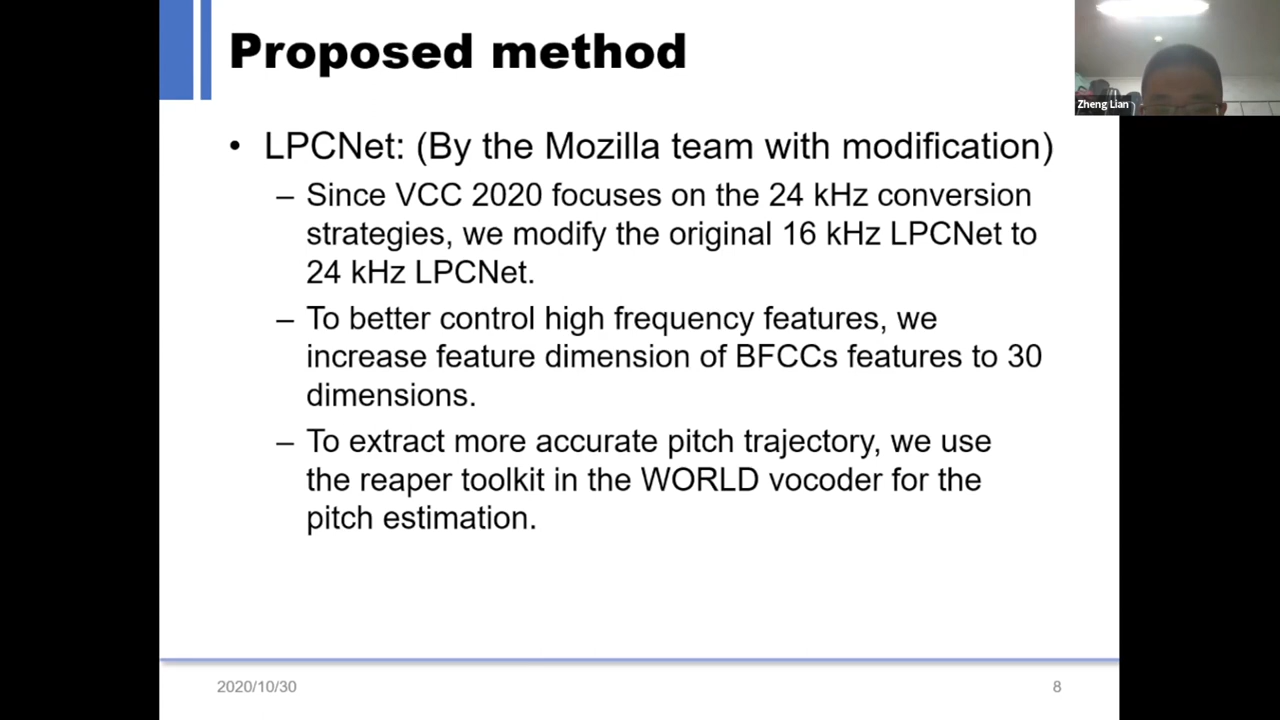 Proposed method
Zheng Lian
• LPCNet: (By the Mozilla team with modification)
– Since VCC 2020 focuses on the 24 kHz conversion
strategies, we modify the original 16 kHz LPCNet to
24 kHz LPCNet.
– To better control high frequency features, we
increase feature dimension of BFCCs features to 30
dimensions.
– To extract more accurate pitch trajectory, we use
the reaper toolkit in the WORLD vocoder for the
pitch estimation.
2020/10/30
8